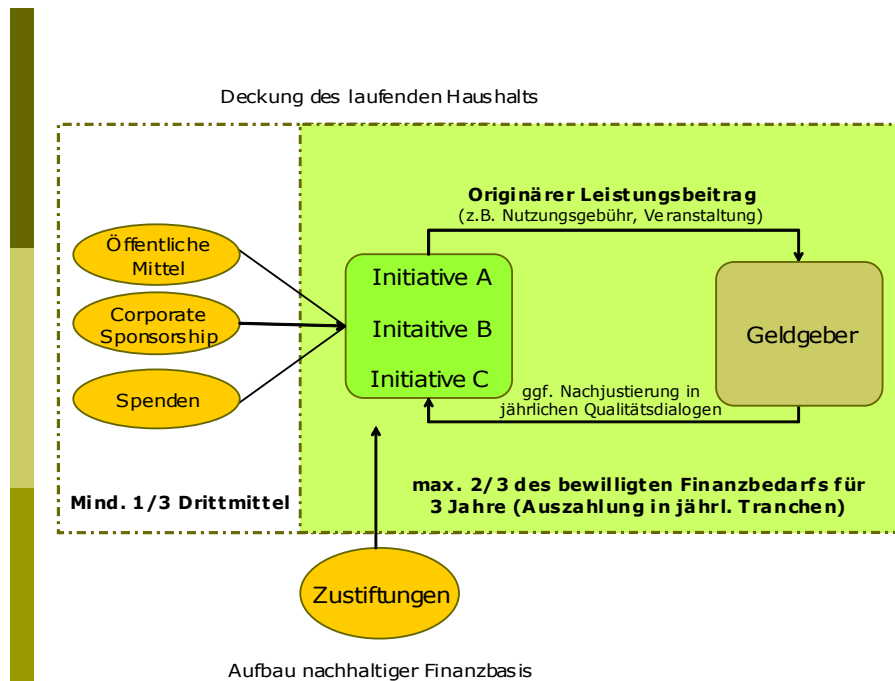 Deckung des laufenden Haushalts
Originärer Leistungsbeitrag
(z.B. Nutzungsgebühr, Veranstaltung)
Öffentliche
Mittel
Corporate
Sponsorship
Spenden
Initiative A
Initaitive B
Initiative C
Geldgeber
ggf. Nachjustierung in
jährlichen Qualitätsdialogen
Mind. 1/3 Drittmittel
max. 2/3 des bewilligten Finanzbedarfs für
3 Jahre (Auszahlung in jährl. Tranchen)
Zustiftungen
Aufbau nachhaltiger Finanzbasis